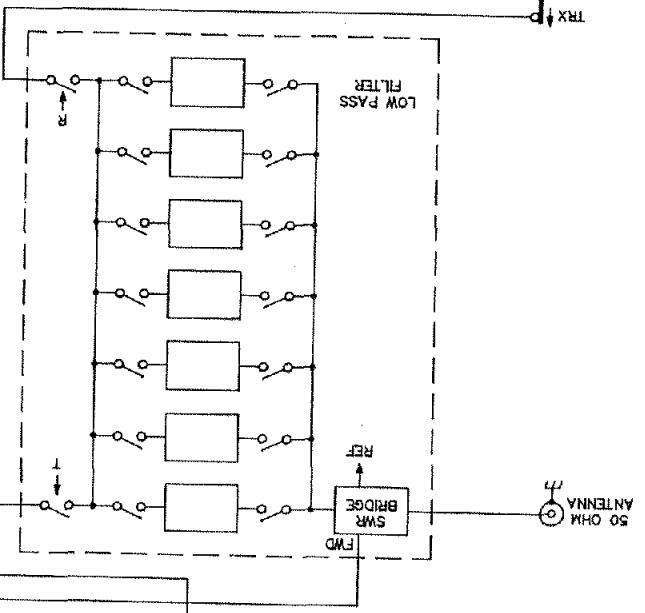 50 OHM
ANTENNA
SWR
BRIDGE
FWD
REF
T
LOW PASS
FILTER
R
TRX